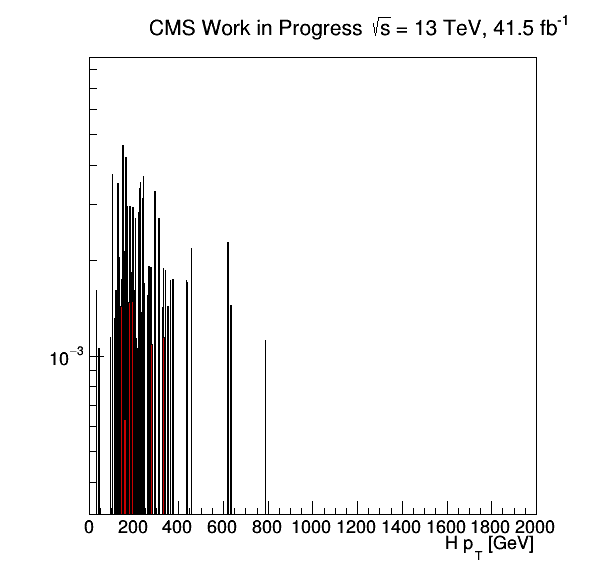 CMS Work in Progress √s = 13 TeV, 41.5 fb⁻¹
10⁻³
0 200 400 600 800 1000 1200 1400 1600 1800 2000
H p_T [GeV]